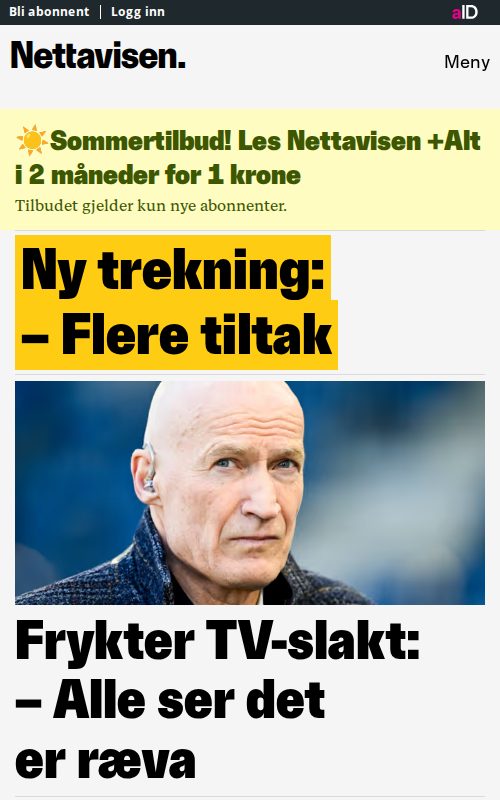 Bli abonnent | Logg inn
aID
Nettavisen.
Meny
☀️Sommertilbud! Les Nettavisen +Alt
i 2 måneder for 1 krone
Tilbudet gjelder kun nye abonnenter.
Ny trekning:
– Flere tiltak
Frykter TV-slakt:
– Alle ser det
er ræva